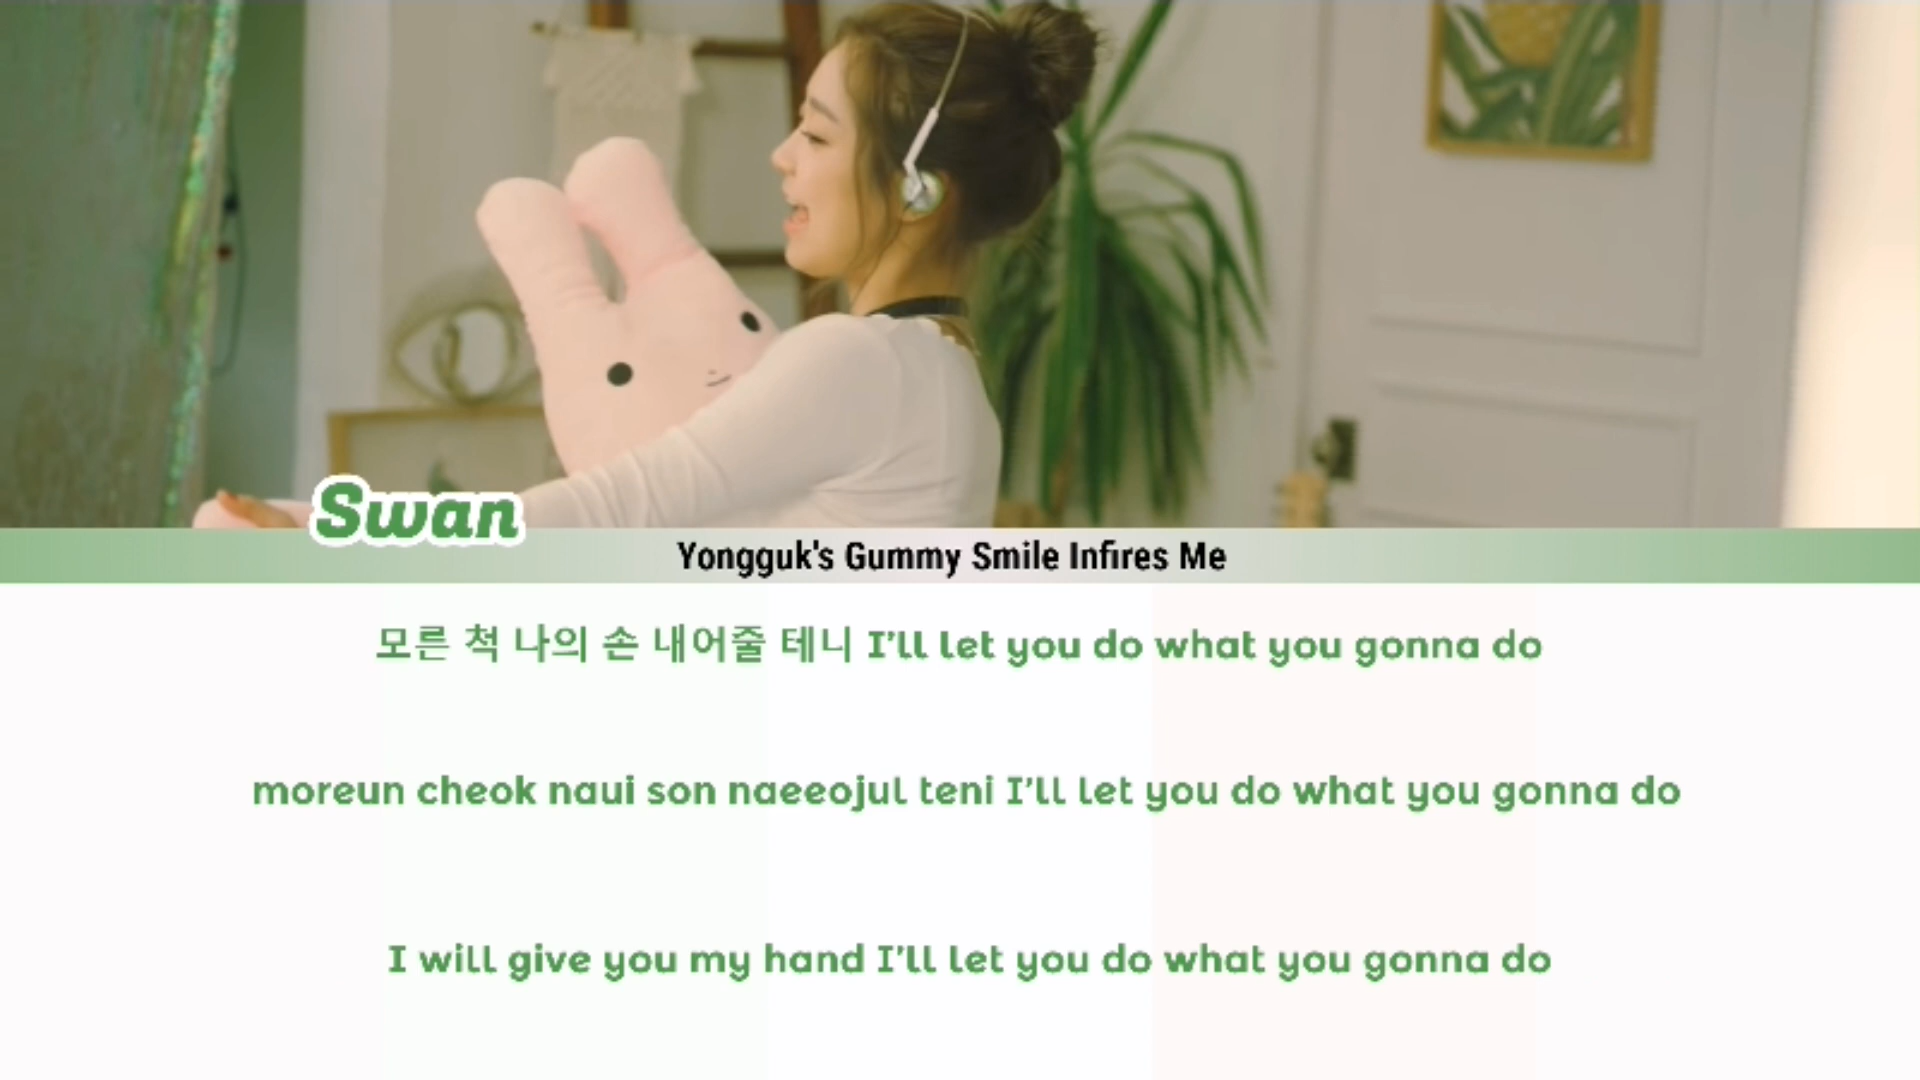 Swan
Yongguk's Gummy Smile Infires Me
모른 척 나의 손 내어줄 테니 I'll let you do what you gonna do
moreun cheok naui son naeeojul teni I'll let you do what you gonna do
I will give you my hand I'll let you do what you gonna do